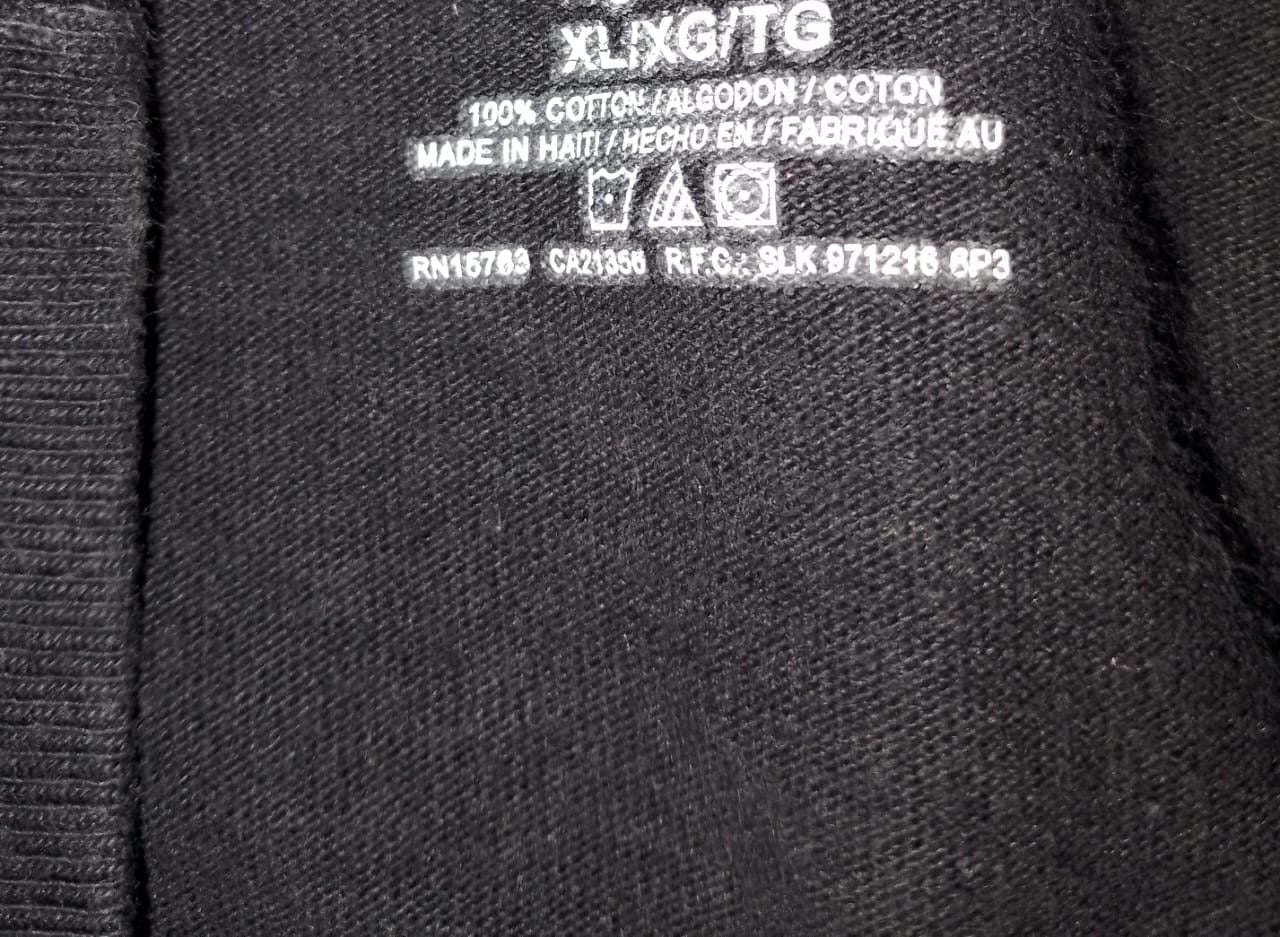 XL/XG/TG
100% COTTON / ALGODON / COTON
MADE IN HAITI / HECHO EN / FABRIQUÉ AU
RN15763 CA21356 R.F.C.: SLK 971216 6P3